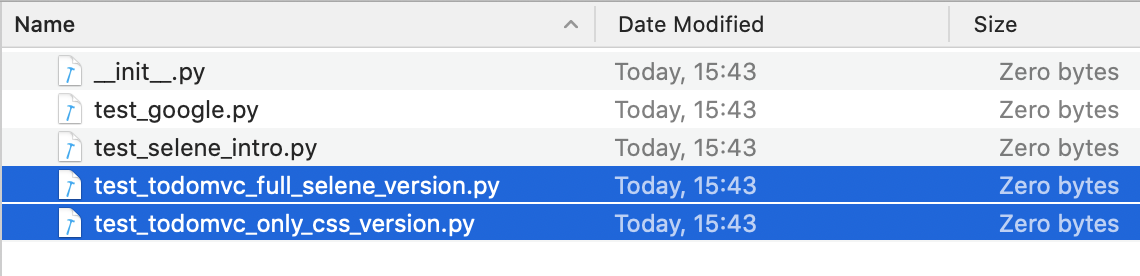 Name Date Modified Size
__init__.py Today, 15:43 Zero bytes
test_google.py Today, 15:43 Zero bytes
test_selene_intro.py Today, 15:43 Zero bytes
test_todomvc_full_selene_version.py Today, 15:43 Zero bytes
test_todomvc_only_css_version.py Today, 15:43 Zero bytes